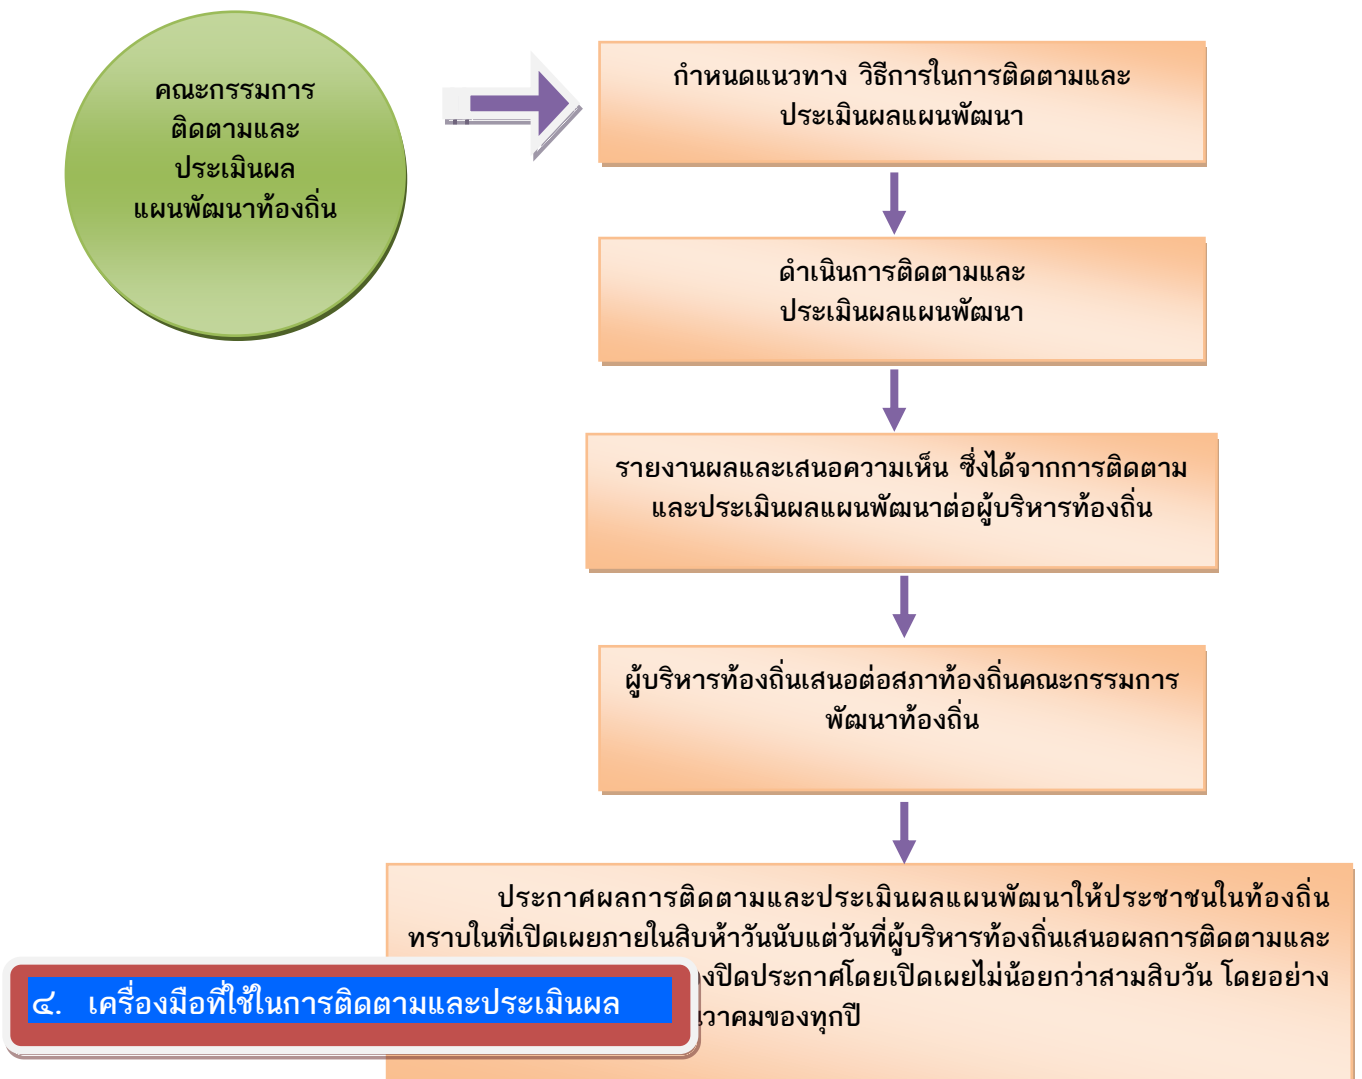 คณะกรรมการ
ติดตามและ
ประเมินผล
แผนพัฒนาท้องถิ่น
กำหนดแนวทาง วิธีการในการติดตามและ
ประเมินผลแผนพัฒนา
ดำเนินการติดตามและ
ประเมินผลแผนพัฒนา
รายงานผลและเสนอความเห็น ซึ่งได้จากการติดตาม
และประเมินผลแผนพัฒนาต่อผู้บริหารท้องถิ่น
ผู้บริหารท้องถิ่นเสนอต่อสภาท้องถิ่นคณะกรรมการ
พัฒนาท้องถิ่น
ประกาศผลการติดตามและประเมินผลแผนพัฒนาให้ประชาชนในท้องถิ่น
ทราบในที่เปิดเผยภายในสิบห้าวันนับแต่วันที่ผู้บริหารท้องถิ่นเสนอผลการติดตามและ
ปิดประกาศโดยเปิดเผยไม่น้อยกว่าสามสิบวัน โดยอย่าง
ของทุกปี
๔. เครื่องมือที่ใช้ในการติดตามและประเมินผล